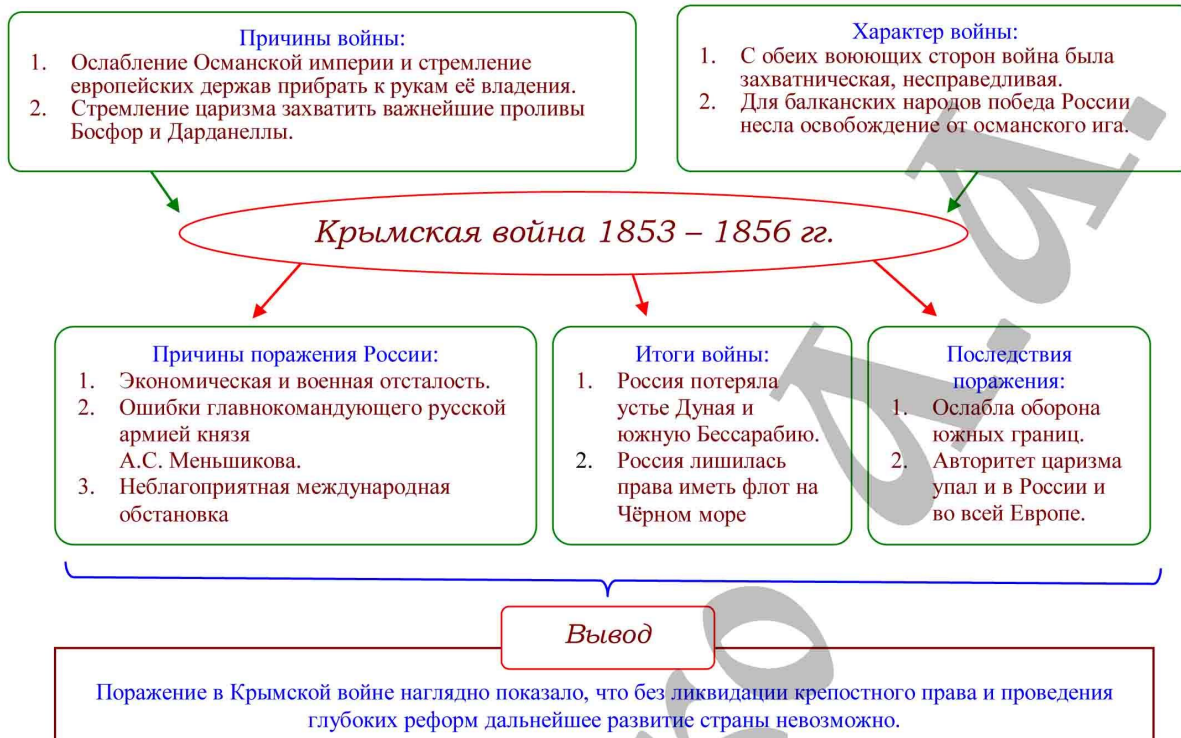 Причины войны:
1. Ослабление Османской империи и стремление
европейских держав прибрать к рукам её владения.
2. Стремление царизма захватить важнейшие проливы
Босфор и Дарданеллы.
Характер войны:
1. С обеих воюющих сторон война была
захватническая, несправедливая.
2. Для балканских народов победа России
несла освобождение от османского ига.
Крымская война 1853 – 1856 гг.
Причины поражения России:
1. Экономическая и военная отсталость.
2. Ошибки главнокомандующего русской
армией князя
А.С. Меньшикова.
3. Неблагоприятная международная
обстановка
Итоги войны:
1. Россия потеряла
устье Дуная и
южную Бессарабию.
2. Россия лишилась
права иметь флот на
Чёрном море
Последствия
поражения:
1. Ослабла оборона
южных границ.
2. Авторитет царизма
упал и в России и
во всей Европе.
Вывод
Поражение в Крымской войне наглядно показало, что без ликвидации крепостного права и проведения
глубоких реформ дальнейшее развитие страны невозможно.